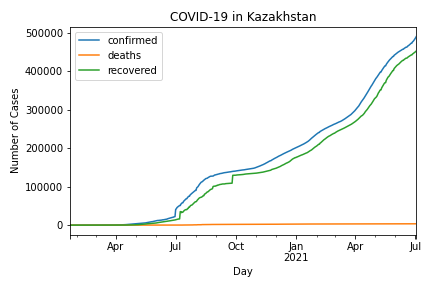 COVID-19 in Kazakhstan
500000
400000
300000
200000
100000
0
Number of Cases
confirmed
deaths
recovered
Apr Jul Oct Jan Apr Jul
2021
Day